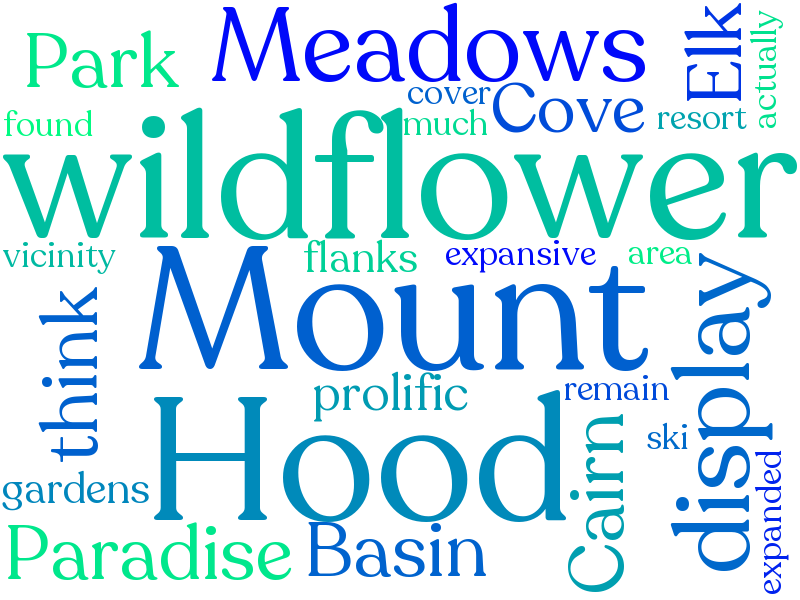 Park
Meadows
Elk
actually
found
cover
much
Cove
resort
wildflower
vicinity
flanks
expansive
area
Mount
display
think
prolific
remain
Hood
Cairn
ski
gardens
expanded
Paradise
Basin